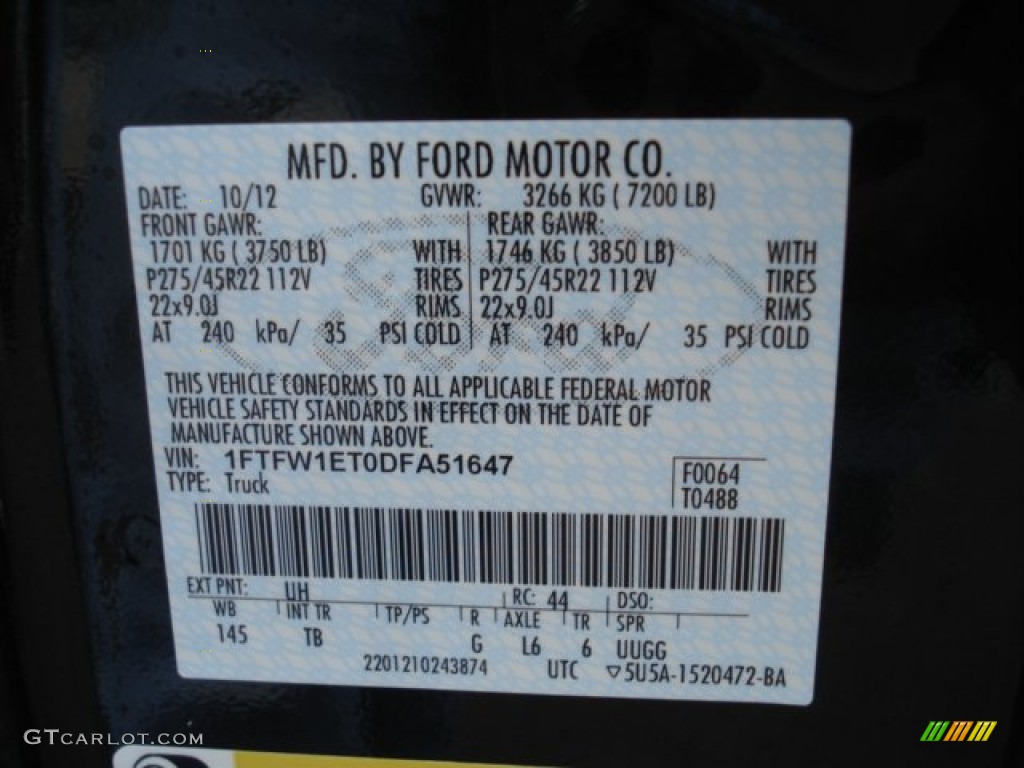 MFD. BY FORD MOTOR CO.
DATE: 10/12 GVWR: 3266 KG ( 7200 LB)
FRONT GAWR: REAR GAWR:
1701 KG ( 3750 LB) WITH 1746 KG ( 3850 LB) WITH
P275/45R22 112V TIRES P275/45R22 112V TIRES
22x9.0J RIMS 22x9.0J RIMS
AT 240 kPa/ 35 PSI COLD AT 240 kPa/ 35 PSI COLD
THIS VEHICLE CONFORMS TO ALL APPLICABLE FEDERAL MOTOR
VEHICLE SAFETY STANDARDS IN EFFECT ON THE DATE OF
MANUFACTURE SHOWN ABOVE.
VIN: 1FTFW1ET0DFA51647
TYPE: Truck
F0064
T0488
EXT PNT: UH RC: 44 DSO:
WB INT TR TP/PS R AXLE TR SPR
145 TB G L6 6 UUGG
2201210243874 UTC ▽5U5A-1520472-BA
GTCARLOT.COM